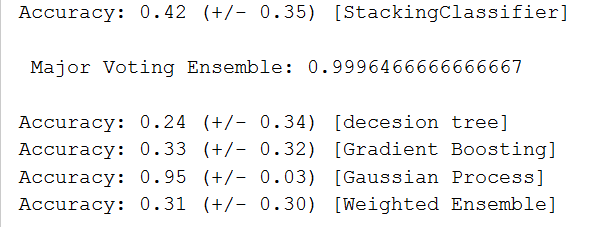 Accuracy: 0.42 (+/- 0.35) [StackingClassifier]
Major Voting Ensemble: 0.9996466666666667
Accuracy: 0.24 (+/- 0.34) [decesion tree]
Accuracy: 0.33 (+/- 0.32) [Gradient Boosting]
Accuracy: 0.95 (+/- 0.03) [Gaussian Process]
Accuracy: 0.31 (+/- 0.30) [Weighted Ensemble]